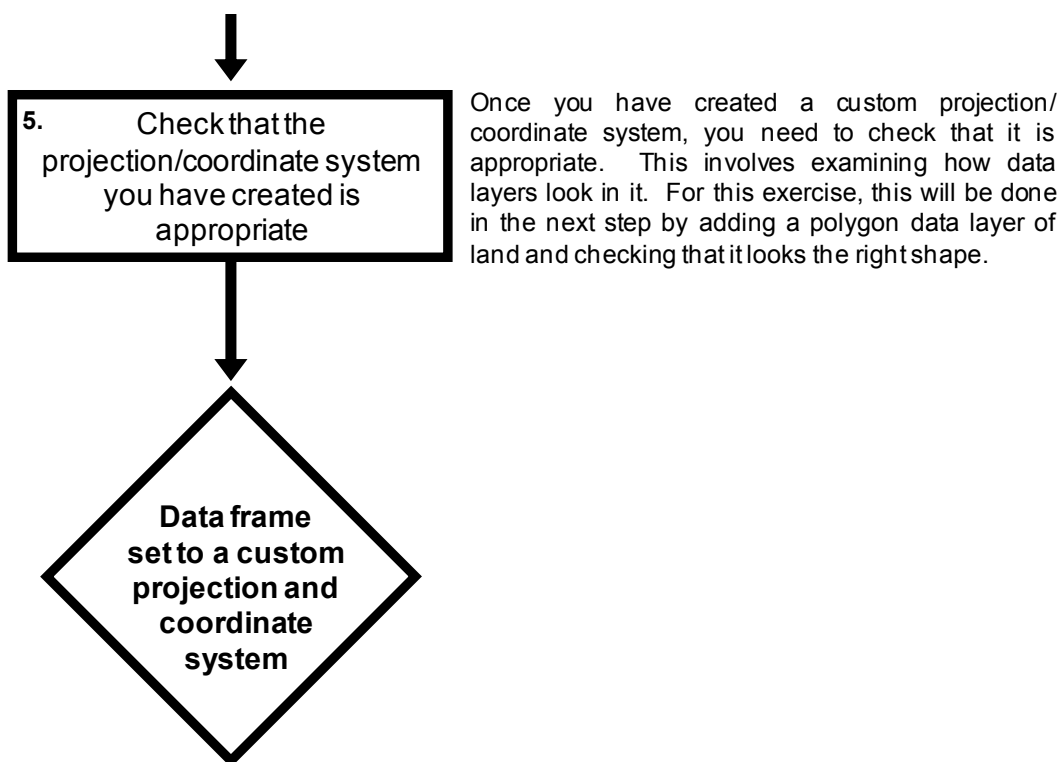 5.
Check that the
projection/coordinate system
you have created is
appropriate
Once you have created a custom projection/
coordinate system, you need to check that it is
appropriate. This involves examining how data
layers look in it. For this exercise, this will be done
in the next step by adding a polygon data layer of
land and checking that it looks the right shape.
Data frame
set to a custom
projection and
coordinate
system